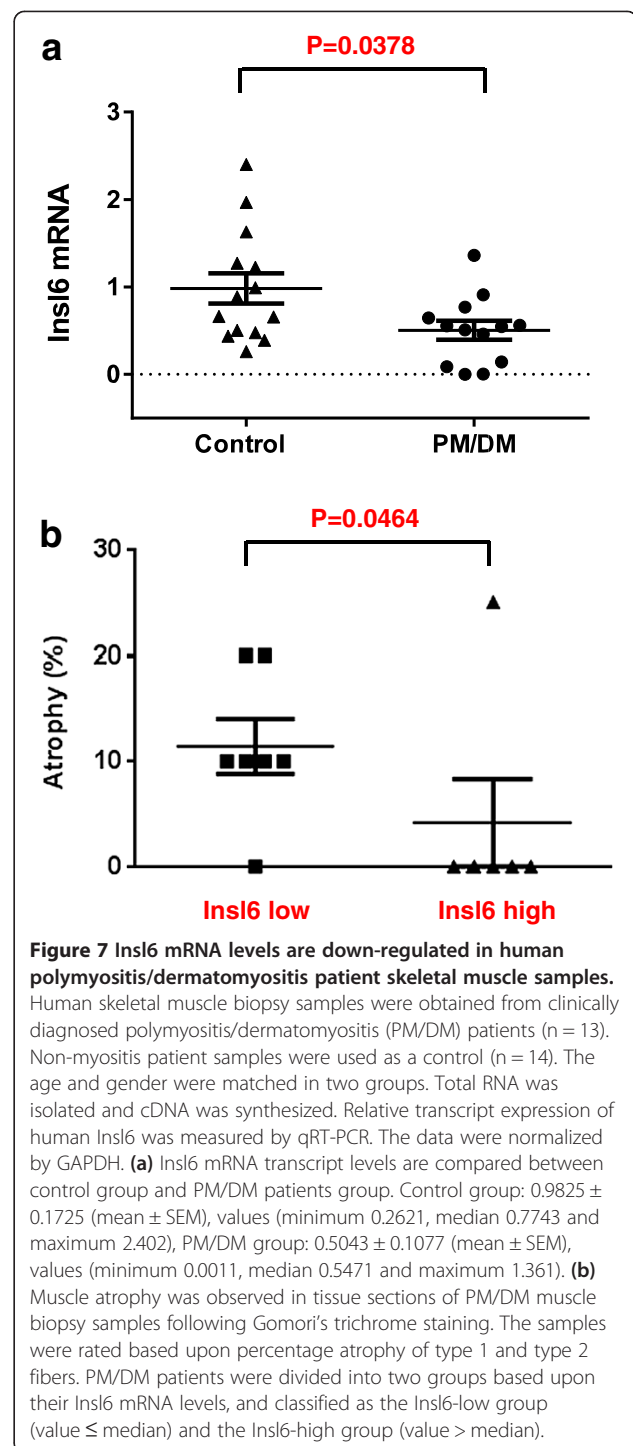 a
P=0.0378
3
2
1
0
Insl6 mRNA
Control PM/DM
b
P=0.0464
30
20
10
0
Atrophy (%)
Insl6 low Insl6 high
Figure 7 Insl6 mRNA levels are down-regulated in human
polymyositis/dermatomyositis patient skeletal muscle samples.
Human skeletal muscle biopsy samples were obtained from clinically
diagnosed polymyositis/dermatomyositis (PM/DM) patients (n = 13).
Non-myositis patient samples were used as a control (n = 14). The
age and gender were matched in two groups. Total RNA was
isolated and cDNA was synthesized. Relative transcript expression of
human Insl6 was measured by qRT-PCR. The data were normalized
by GAPDH. (a) Insl6 mRNA transcript levels are compared between
control group and PM/DM patients group. Control group: 0.9825 ±
0.1725 (mean ± SEM), values (minimum 0.2621, median 0.7743 and
maximum 2.402), PM/DM group: 0.5043 ± 0.1077 (mean ± SEM),
values (minimum 0.0011, median 0.5471 and maximum 1.361). (b)
Muscle atrophy was observed in tissue sections of PM/DM muscle
biopsy samples following Gomori's trichrome staining. The samples
were rated based upon percentage atrophy of type 1 and type 2
fibers. PM/DM patients were divided into two groups based upon
their Insl6 mRNA levels, and classified as the Insl6-low group
(value ≤ median) and the Insl6-high group (value > median).